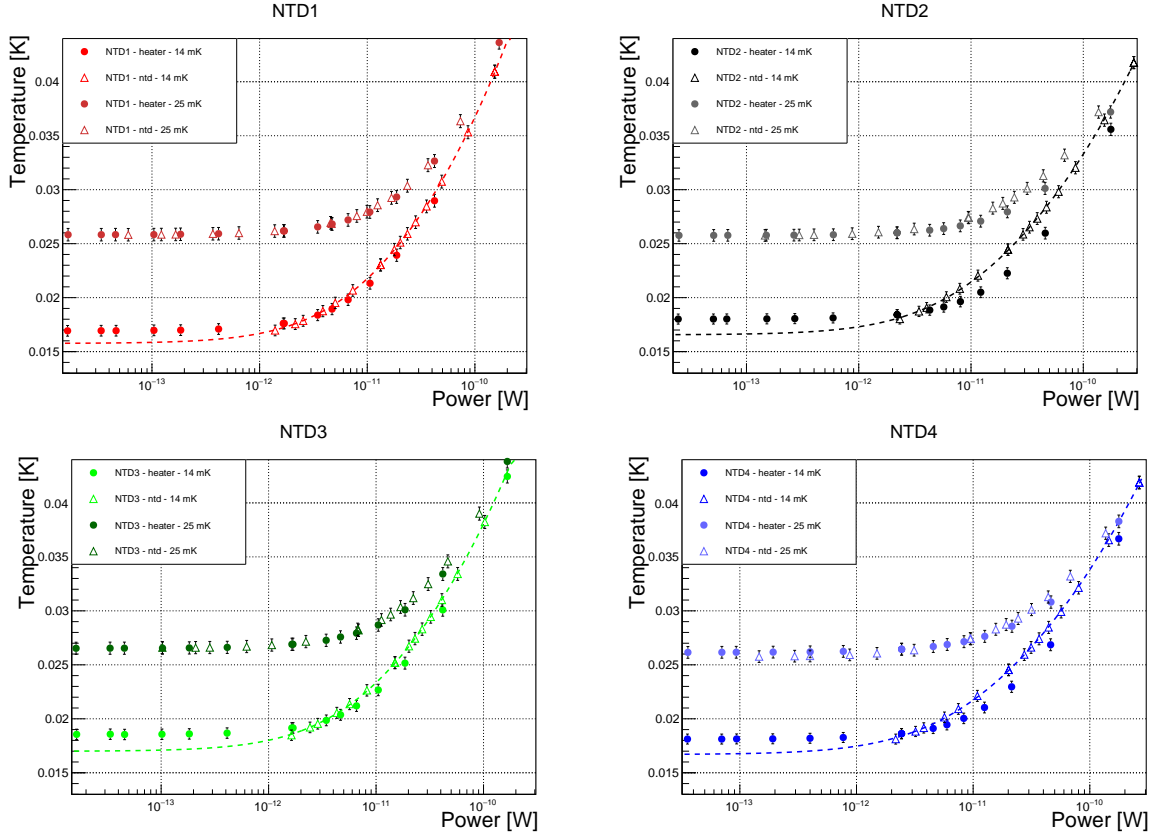 NTD1
Temperature [K]
NTD1 - heater - 14 mK
NTD1 - ntd - 14 mK
NTD1 - heater - 25 mK
NTD1 - ntd - 25 mK
0.04
0.035
0.03
0.025
0.02
0.015
10⁻¹³ 10⁻¹² 10⁻¹¹ 10⁻¹⁰
Power [W]
NTD2
Temperature [K]
NTD2 - heater - 14 mK
NTD2 - ntd - 14 mK
NTD2 - heater - 25 mK
NTD2 - ntd - 25 mK
0.04
0.035
0.03
0.025
0.02
0.015
10⁻¹³ 10⁻¹² 10⁻¹¹ 10⁻¹⁰
Power [W]
NTD3
Temperature [K]
NTD3 - heater - 14 mK
NTD3 - ntd - 14 mK
NTD3 - heater - 25 mK
NTD3 - ntd - 25 mK
0.04
0.035
0.03
0.025
0.02
0.015
10⁻¹³ 10⁻¹² 10⁻¹¹ 10⁻¹⁰
Power [W]
NTD4
Temperature [K]
NTD4 - heater - 14 mK
NTD4 - ntd - 14 mK
NTD4 - heater - 25 mK
NTD4 - ntd - 25 mK
0.04
0.035
0.03
0.025
0.02
0.015
10⁻¹³ 10⁻¹² 10⁻¹¹ 10⁻¹⁰
Power [W]